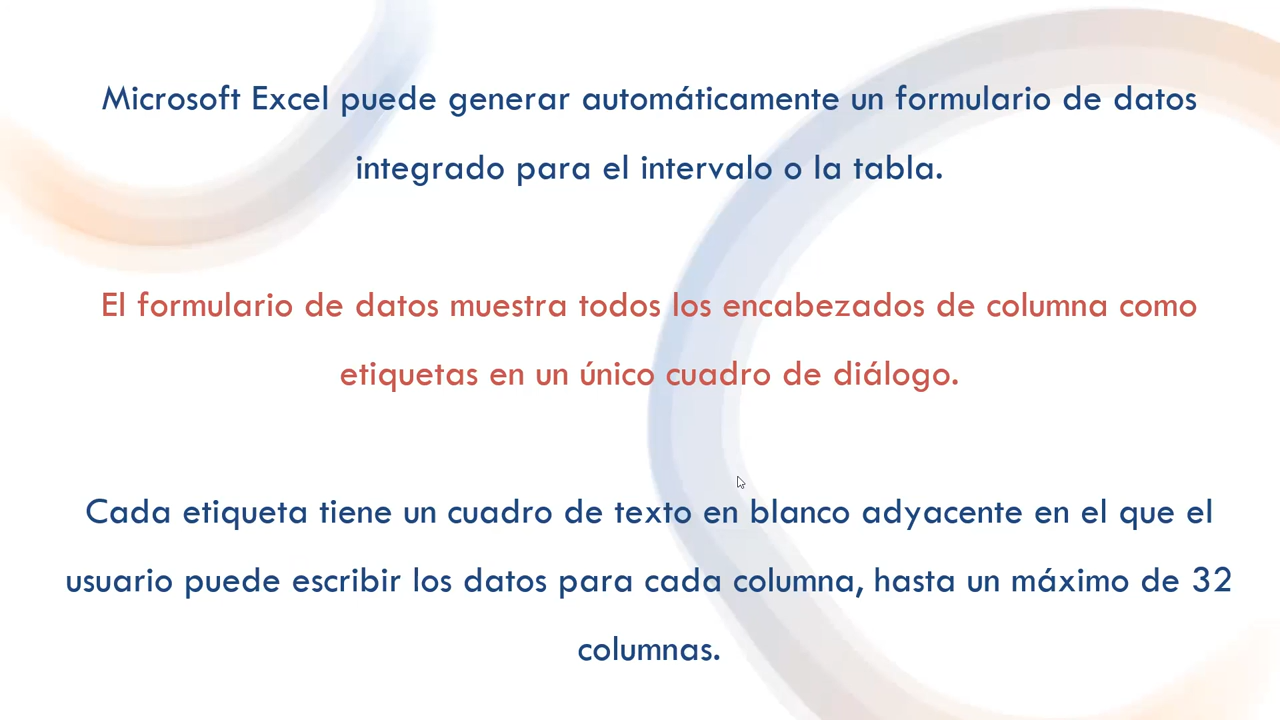 Microsoft Excel puede generar automáticamente un formulario de datos
integrado para el intervalo o la tabla.
El formulario de datos muestra todos los encabezados de columna como
etiquetas en un único cuadro de diálogo.
Cada etiqueta tiene un cuadro de texto en blanco adyacente en el que el
usuario puede escribir los datos para cada columna, hasta un máximo de 32
columnas.